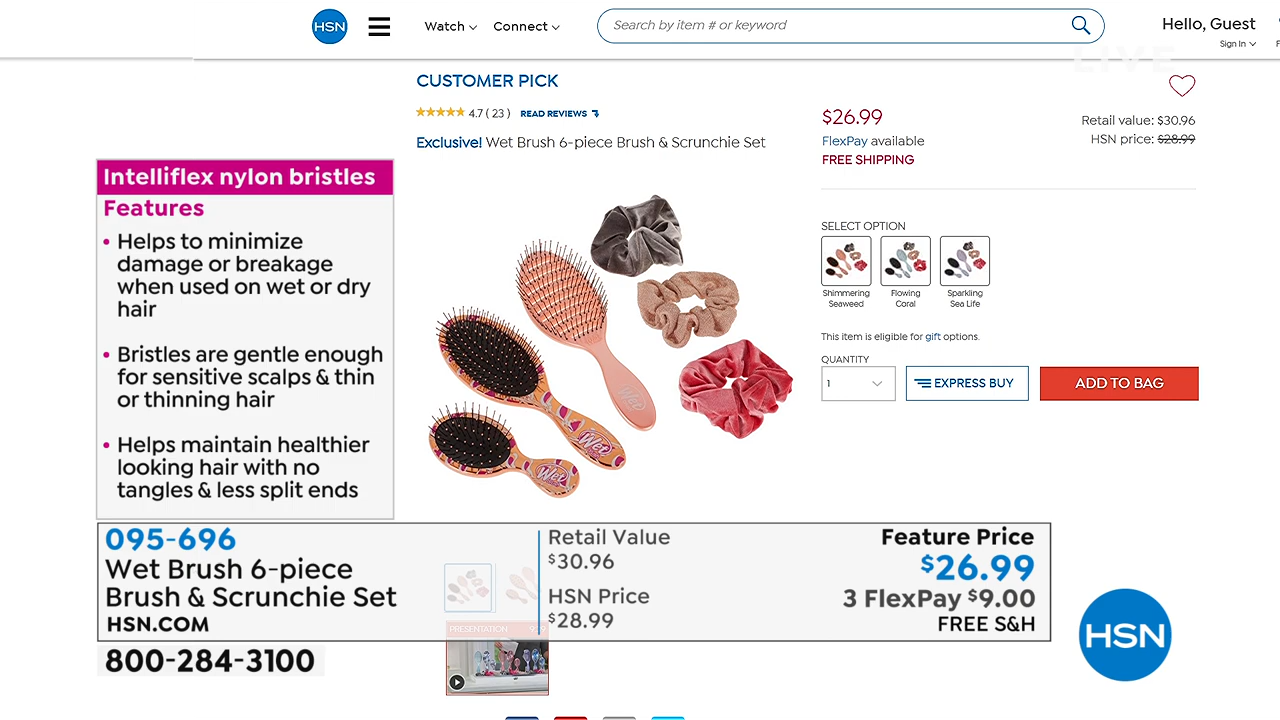 HSN
Watch
Connect
Search by item # or keyword
Hello, Guest
Sign In
LIVE
CUSTOMER PICK
4.7 ( 23 ) READ REVIEWS
Exclusive! Wet Brush 6-piece Brush & Scrunchie Set
$26.99
FlexPay available
FREE SHIPPING
Retail value: $30.96
HSN price: $28.99
Intelliflex nylon bristles
Features
• Helps to minimize
damage or breakage
when used on wet or dry
hair
• Bristles are gentle enough
for sensitive scalps & thin
or thinning hair
• Helps maintain healthier
looking hair with no
tangles & less split ends
Wet
Wet
Wet
SELECT OPTION
Shimmering
Seaweed
Flowing
Coral
Sparkling
Sea Life
This item is eligible for gift options.
QUANTITY
1
EXPRESS BUY
ADD TO BAG
095-696
Wet Brush 6-piece
Brush & Scrunchie Set
HSN.COM
Retail Value
$30.96
HSN Price
$28.99
Feature Price
$26.99
3 FlexPay $9.00
FREE S&H
PRESENTATION
800-284-3100
HSN